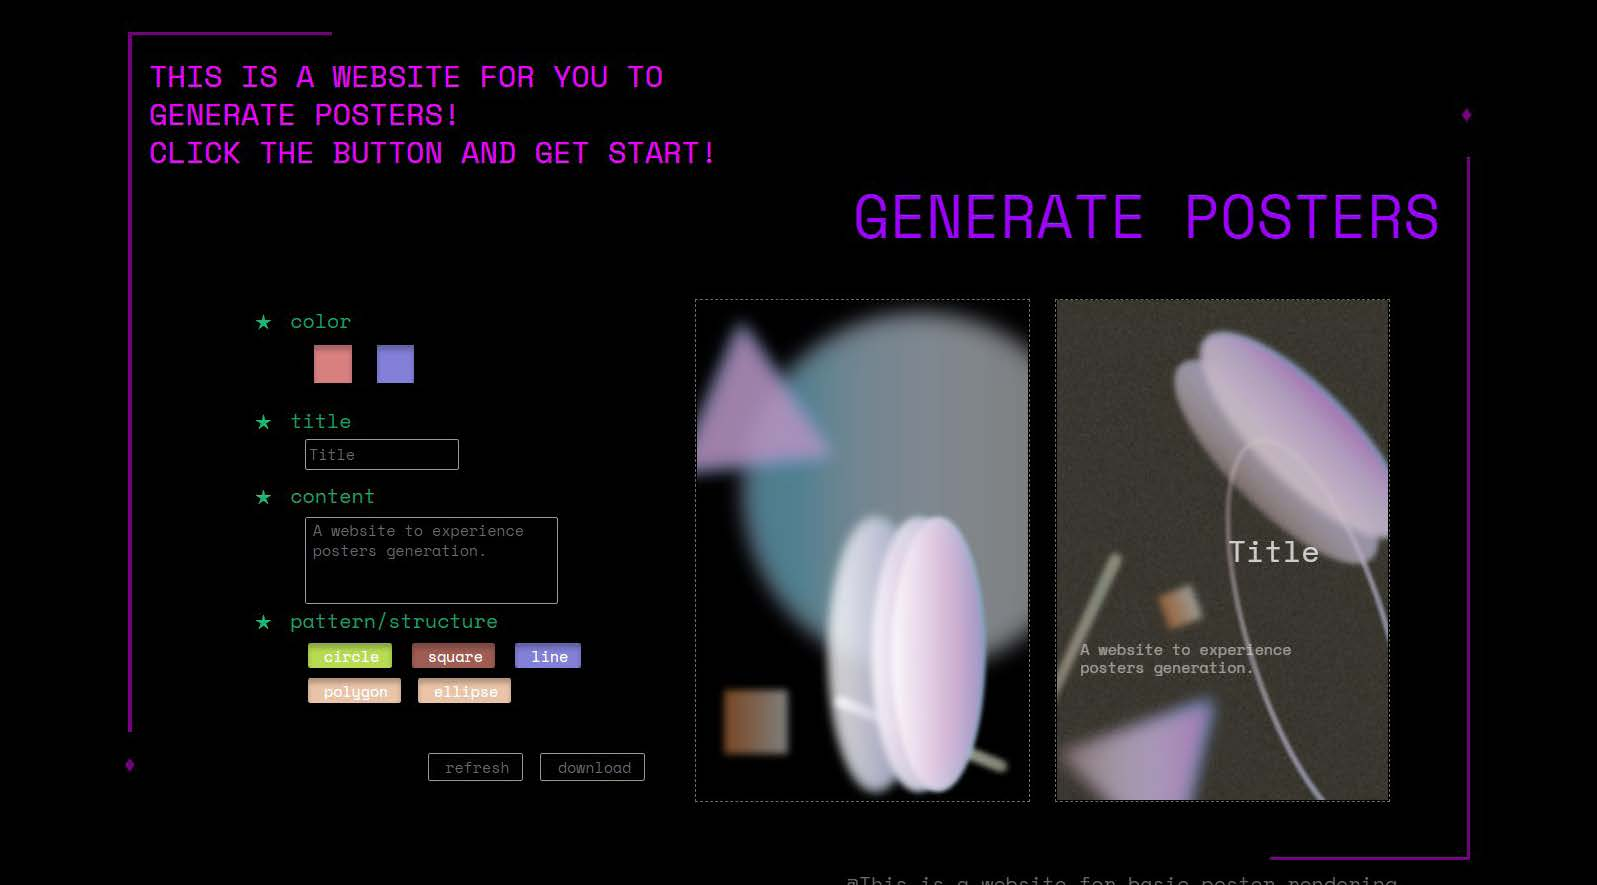 THIS IS A WEBSITE FOR YOU TO
GENERATE POSTERS!
CLICK THE BUTTON AND GET START!
GENERATE POSTERS
★ color
★ title
Title
★ content
A website to experience
posters generation.
★ pattern/structure
circle square line
polygon ellipse
refresh download
Title
A website to experience
posters generation.
@This is a website for basic poster rendering